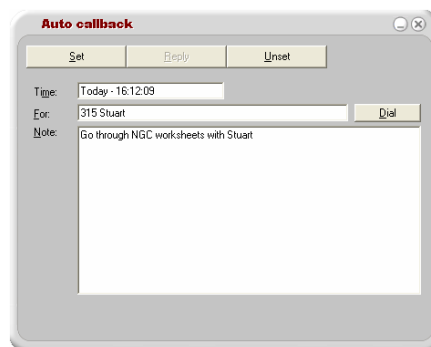 Auto callback
Set Reply Unset
Time: Today - 16:12:09
For: 315 Stuart Dial
Note: Go through NGC worksheets with Stuart